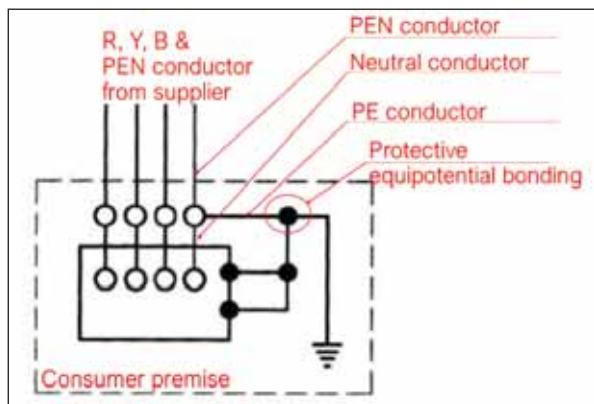 R, Y, B &
PEN conductor
from supplier
PEN conductor
Neutral conductor
PE conductor
Protective
equipotential bonding
Consumer premise